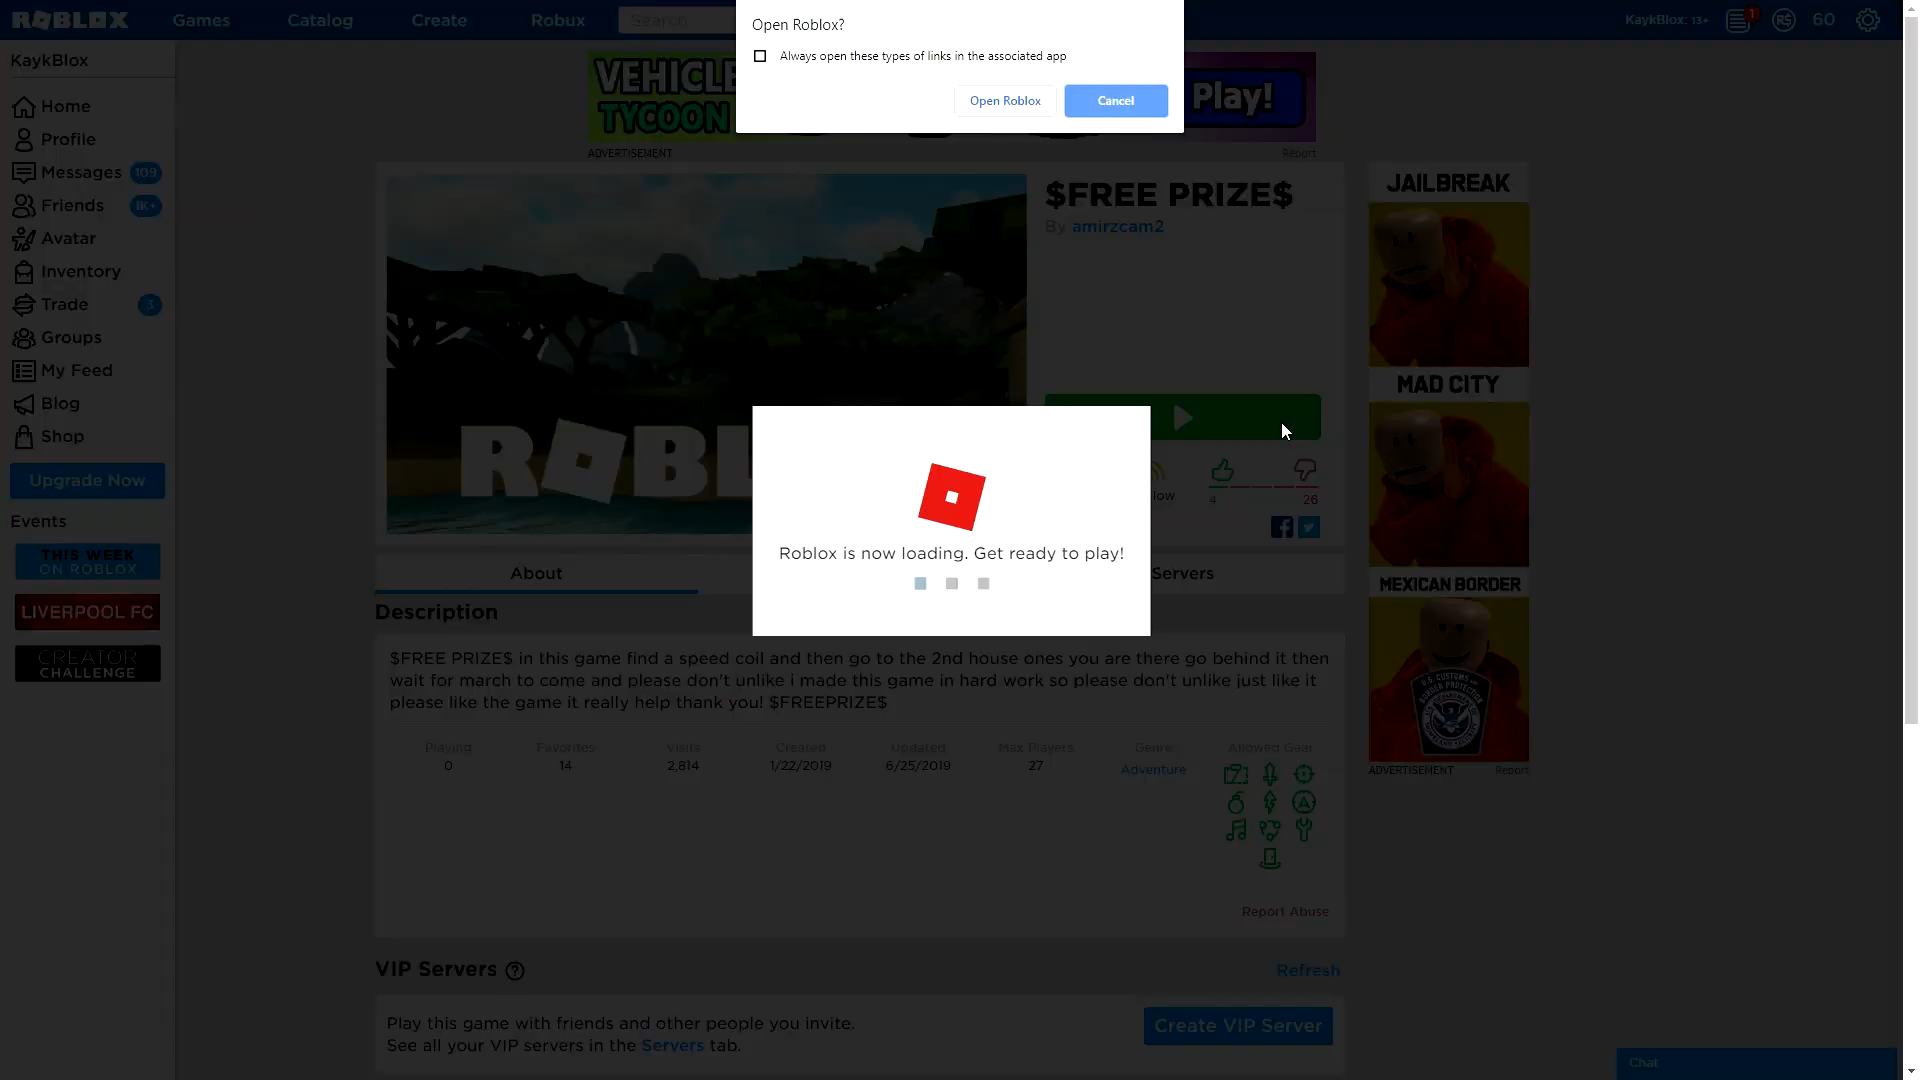 ROBLOX
Games
Catalog
Create
Robux
Search
KaykBlox: 13+
1
60
Open Roblox?
Always open these types of links in the associated app
Open Roblox
Cancel
VEHICLE
TYCOON
Play!
ADVERTISEMENT
Report
KaykBlox
Home
Profile
Messages 109
Friends 1K+
Avatar
Inventory
Trade 3
Groups
My Feed
Blog
Shop
Upgrade Now
Events
THIS WEEK
ON ROBLOX
LIVERPOOL FC
CREATOR
CHALLENGE
$FREE PRIZE$
By amirzcam2
ROB
low
4
26
Roblox is now loading. Get ready to play!
About
Servers
Description
$FREE PRIZE$ in this game find a speed coil and then go to the 2nd house ones you are there go behind it then
wait for march to come and please don't unlike i made this game in hard work so please don't unlike just like it
please like the game it really help thank you! $FREEPRIZE$
Playing Favorites Visits Created Updated Max Players Genre Allowed Gear
0 14 2,814 1/22/2019 6/25/2019 27 Adventure
Report Abuse
VIP Servers
Refresh
Play this game with friends and other people you invite.
See all your VIP servers in the Servers tab.
Create VIP Server
JAILBREAK
MAD CITY
MEXICAN BORDER
U.S. CUSTOMS AND
BORDER PROTECTION
ADVERTISEMENT
Report
Chat